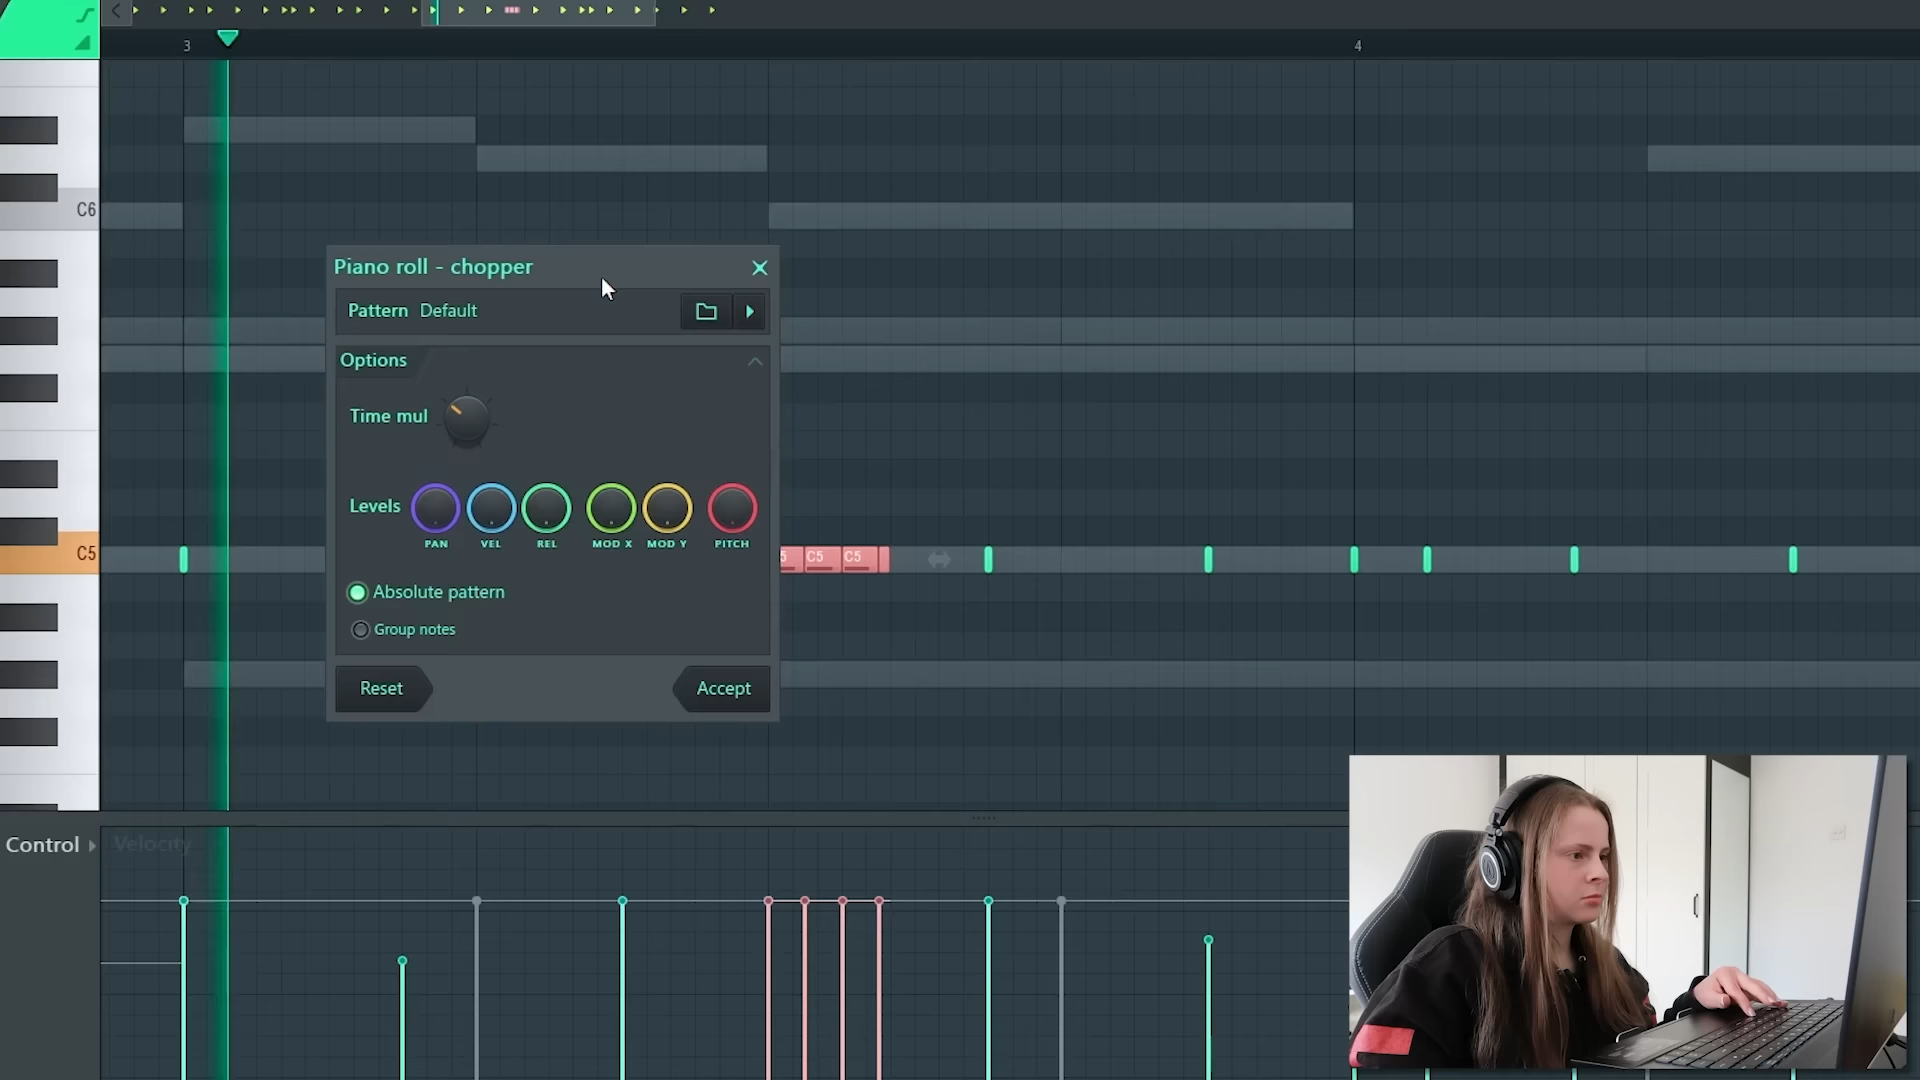 3
4
C6
Piano roll - chopper
Pattern Default
Options
Time mul
Levels
PAN VEL REL MOD X MOD Y PITCH
C5
5 C5 C5
Absolute pattern
Group notes
Reset Accept
Control
Velocity